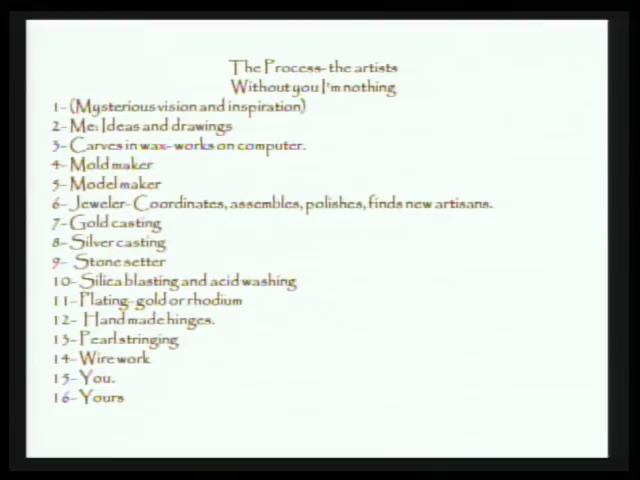 The Process- the artists
Without you I'm nothing
1- (Mysterious vision and inspiration)
2- Me: Ideas and drawings
3- Carves in wax- works on computer.
4- Mold maker
5- Model maker
6- Jeweler- Coordinates, assembles, polishes, finds new artisans.
7- Gold casting
8- Silver casting
9- Stone setter
10- Silica blasting and acid washing
11- Plating- gold or rhodium
12- Hand made hinges.
13- Pearl stringing
14- Wire work
15- You.
16- Yours